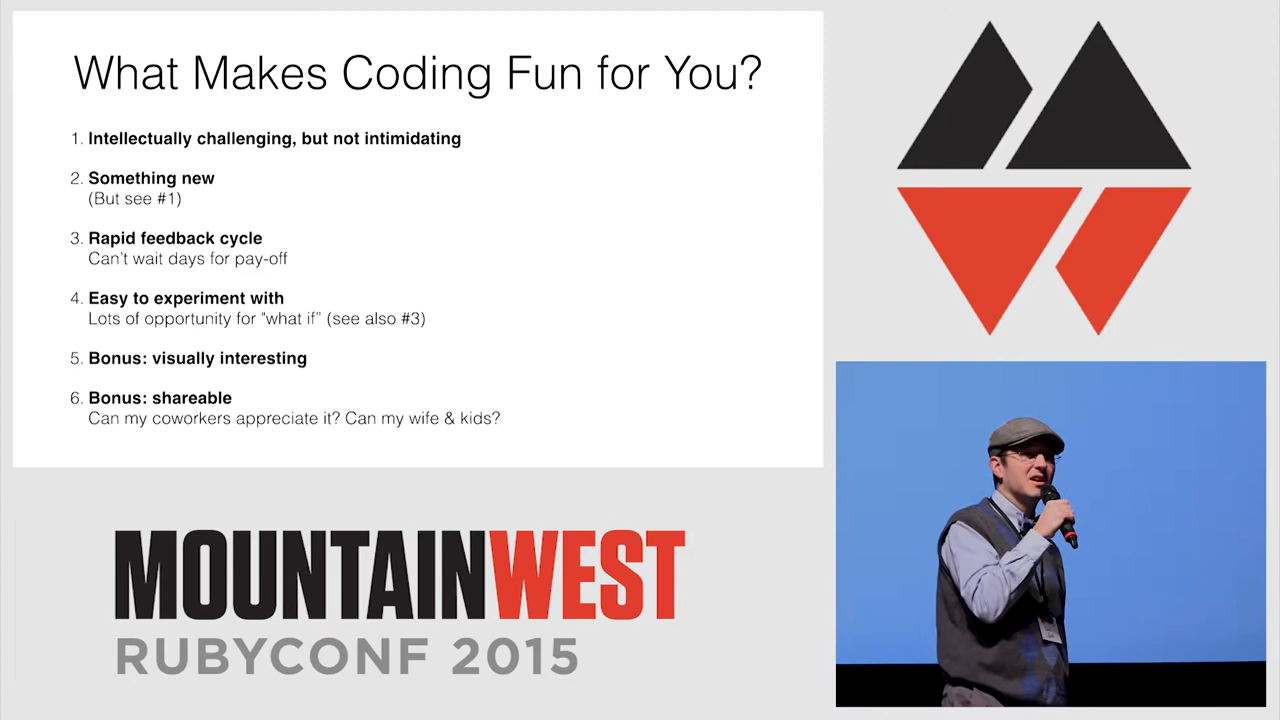 What Makes Coding Fun for You?
1. Intellectually challenging, but not intimidating
2. Something new
(But see #1)
3. Rapid feedback cycle
Can’t wait days for pay-off
4. Easy to experiment with
Lots of opportunity for “what if” (see also #3)
5. Bonus: visually interesting
6. Bonus: shareable
Can my coworkers appreciate it? Can my wife & kids?
MOUNTAINWEST
RUBYCONF 2015